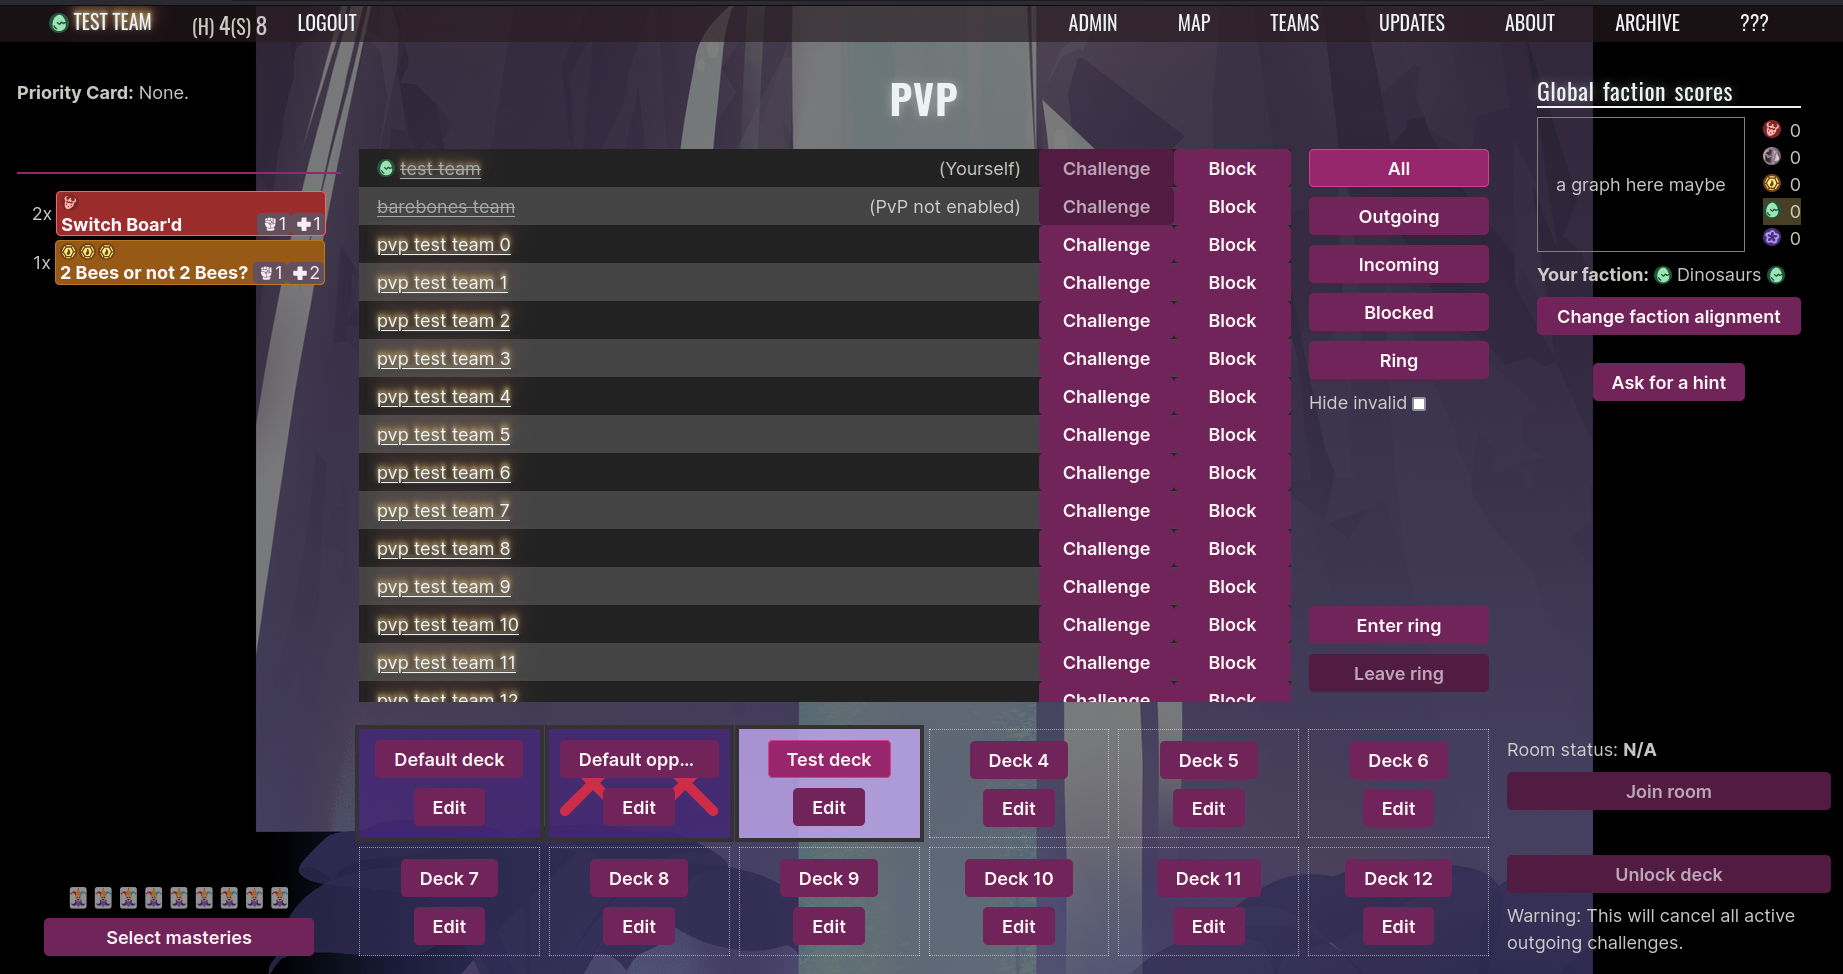 TEST TEAM
(H) 4(S) 8
LOGOUT
ADMIN
MAP
TEAMS
UPDATES
ABOUT
ARCHIVE
???
Priority Card: None.
2x
Switch Boar'd
1
1
1x
2 Bees or not 2 Bees?
1
2
Select masteries
PVP
test team (Yourself) Challenge Block
barebones team (PvP not enabled) Challenge Block
pvp test team 0 Challenge Block
pvp test team 1 Challenge Block
pvp test team 2 Challenge Block
pvp test team 3 Challenge Block
pvp test team 4 Challenge Block
pvp test team 5 Challenge Block
pvp test team 6 Challenge Block
pvp test team 7 Challenge Block
pvp test team 8 Challenge Block
pvp test team 9 Challenge Block
pvp test team 10 Challenge Block
pvp test team 11 Challenge Block
pvp test team 12 Challenge Block
All
Outgoing
Incoming
Blocked
Ring
Hide invalid
Enter ring
Leave ring
Default deck
Edit
Default opp...
Edit
Test deck
Edit
Deck 4
Edit
Deck 5
Edit
Deck 6
Edit
Deck 7
Edit
Deck 8
Edit
Deck 9
Edit
Deck 10
Edit
Deck 11
Edit
Deck 12
Edit
Global faction scores
a graph here maybe
0
0
0
0
0
Your faction: Dinosaurs
Change faction alignment
Ask for a hint
Room status: N/A
Join room
Unlock deck
Warning: This will cancel all active
outgoing challenges.